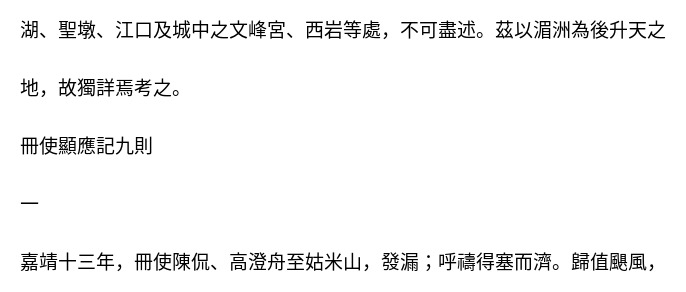 湖、聖墩、江口及城中之文峰宮、西岩等處，不可盡述。茲以湄洲為後升天之
地，故獨詳焉考之。
冊使顯應記九則
一
嘉靖十三年，冊使陳侃、高澄舟至姑米山，發漏；呼禱得塞而濟。歸值颶風，